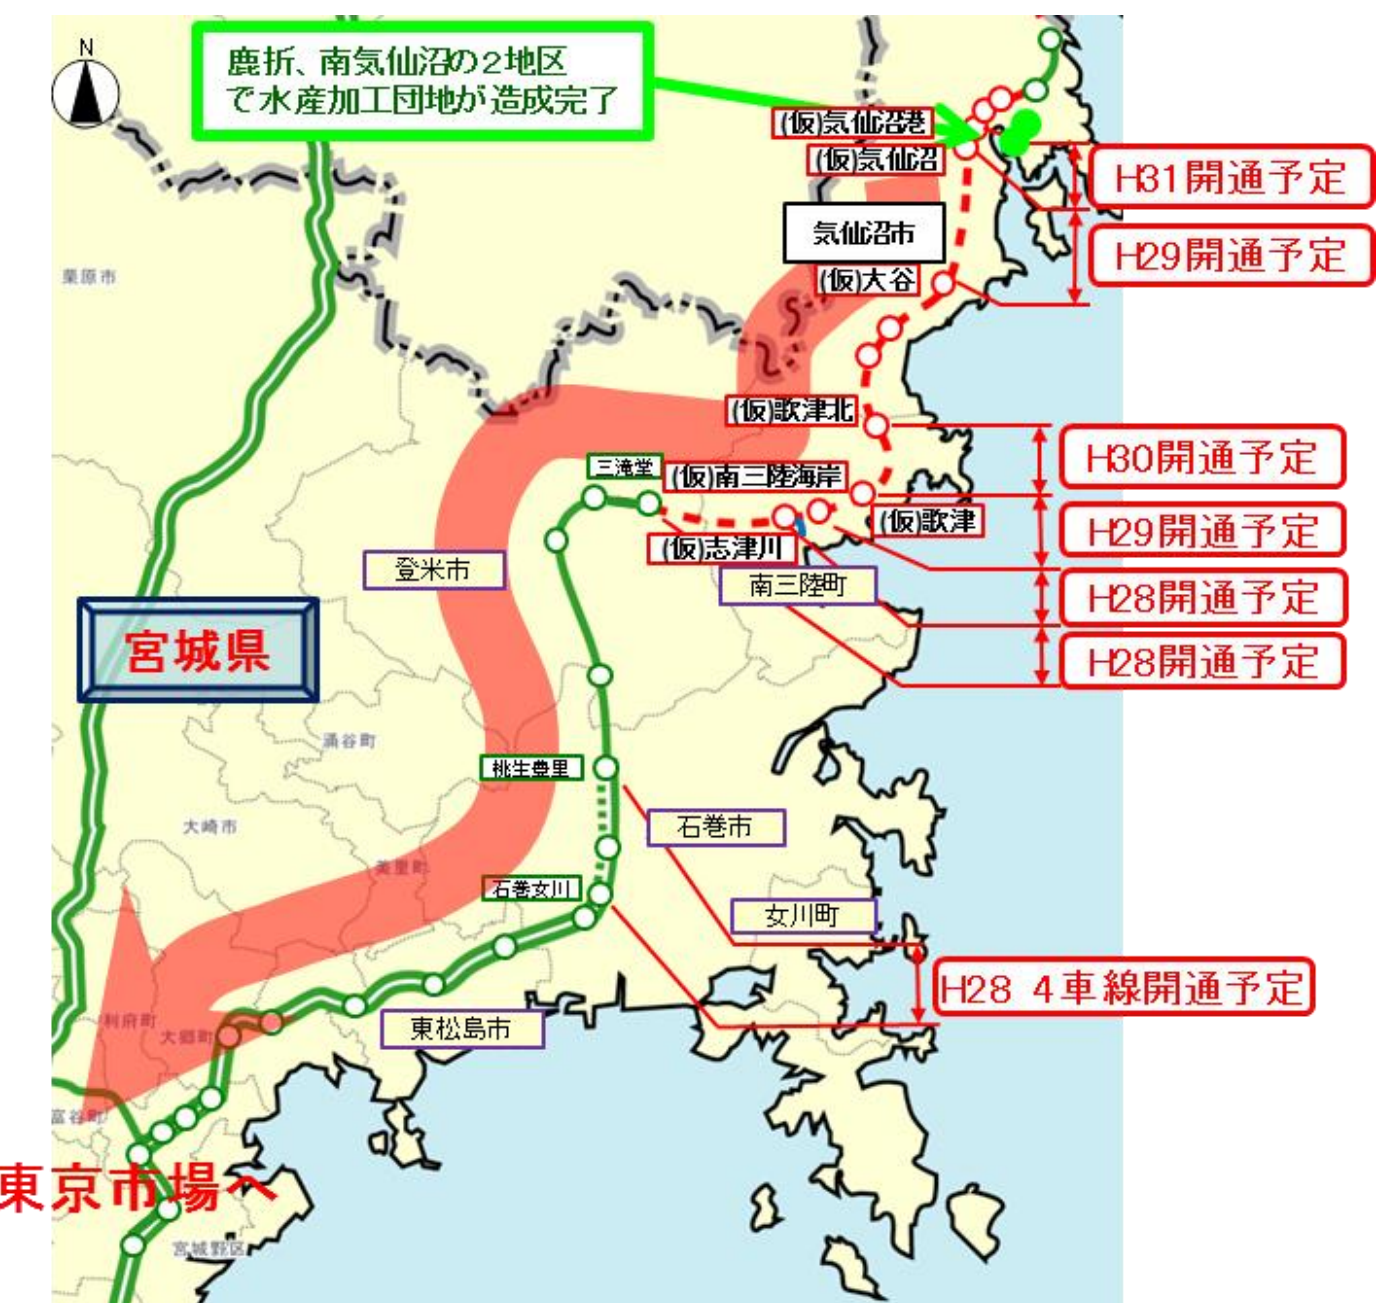 N
鹿折、南気仙沼の2地区
で水産加工団地が造成完了
(仮)気仙沼港
(仮)気仙沼
H31開通予定
気仙沼市
H29開通予定
(仮)大谷
栗原市
(仮)歌津北
H30開通予定
三滝堂
(仮)南三陸海岸
(仮)歌津
H29開通予定
(仮)志津川
登米市
南三陸町
H28開通予定
宮城県
H28開通予定
涌谷町
桃生豊里
大崎市
石巻市
美里町
石巻女川
女川町
H28 4車線開通予定
利府町
大郷町
東松島市
富谷町
東京市場へ
宮城野区